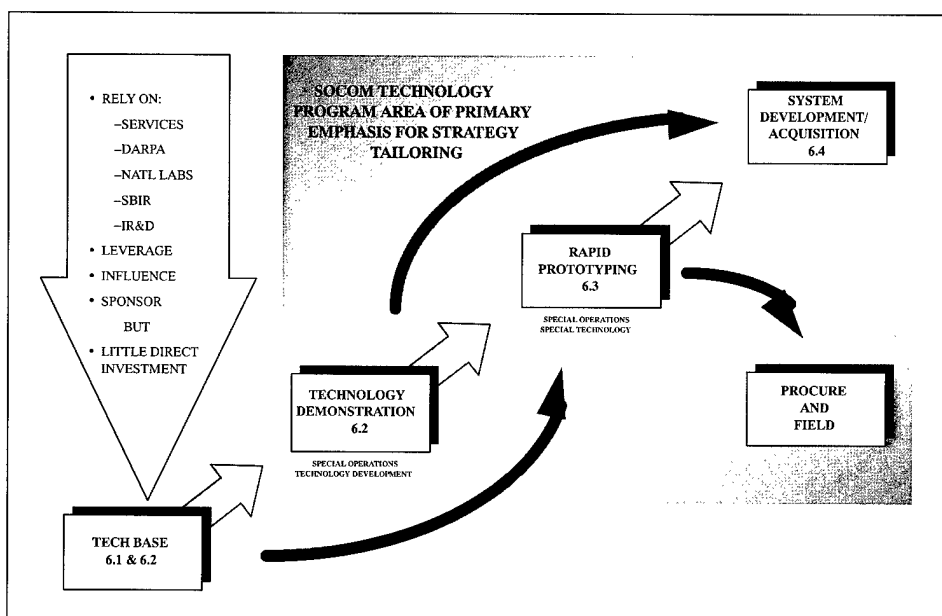 • RELY ON:
–SERVICES
–DARPA
–NATL LABS
–SBIR
–IR&D
• LEVERAGE
• INFLUENCE
• SPONSOR
BUT
• LITTLE DIRECT
INVESTMENT
• SOCOM TECHNOLOGY
PROGRAM AREA OF PRIMARY
EMPHASIS FOR STRATEGY
TAILORING
SYSTEM
DEVELOPMENT/
ACQUISITION
6.4
RAPID
PROTOTYPING
6.3
SPECIAL OPERATIONS
SPECIAL TECHNOLOGY
TECHNOLOGY
DEMONSTRATION
6.2
SPECIAL OPERATIONS
TECHNOLOGY DEVELOPMENT
PROCURE
AND
FIELD
TECH BASE
6.1 & 6.2